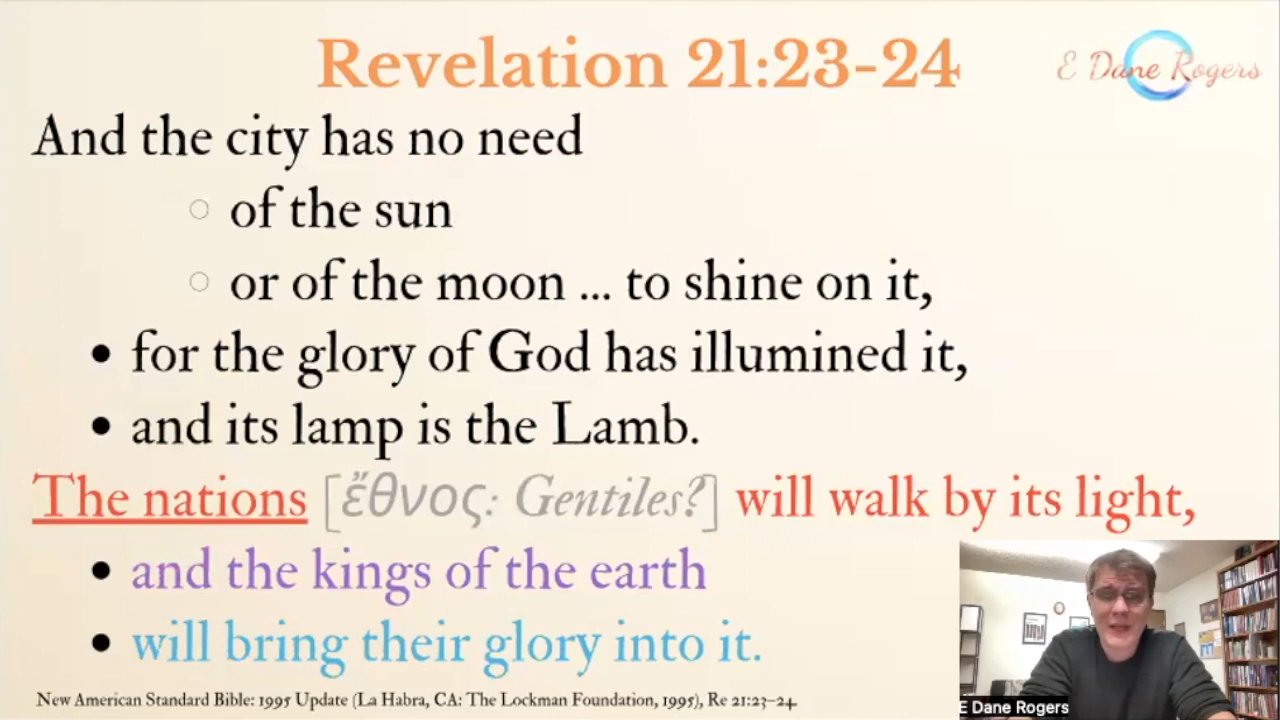 Revelation 21:23-24
E Dane Rogers
And the city has no need
of the sun
or of the moon ... to shine on it,
for the glory of God has illumined it,
and its lamp is the Lamb.
The nations [ἔθνος: Gentiles?] will walk by its light,
and the kings of the earth
will bring their glory into it.
New American Standard Bible: 1995 Update (La Habra, CA: The Lockman Foundation, 1995), Re 21:23–24.
E Dane Rogers